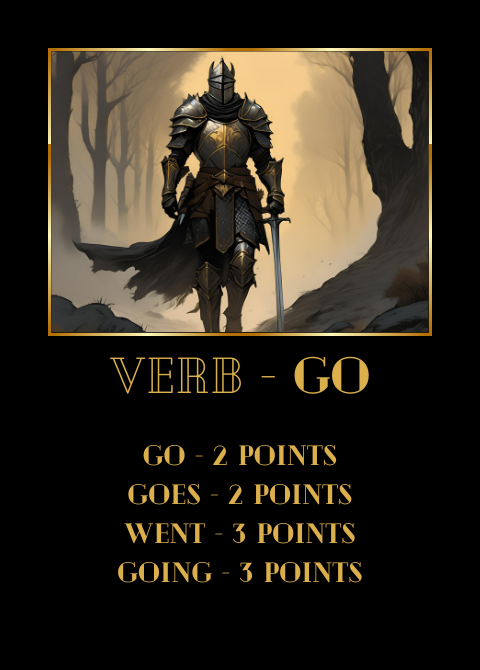 VERB - GO
GO - 2 POINTS
GOES - 2 POINTS
WENT - 3 POINTS
GOING - 3 POINTS